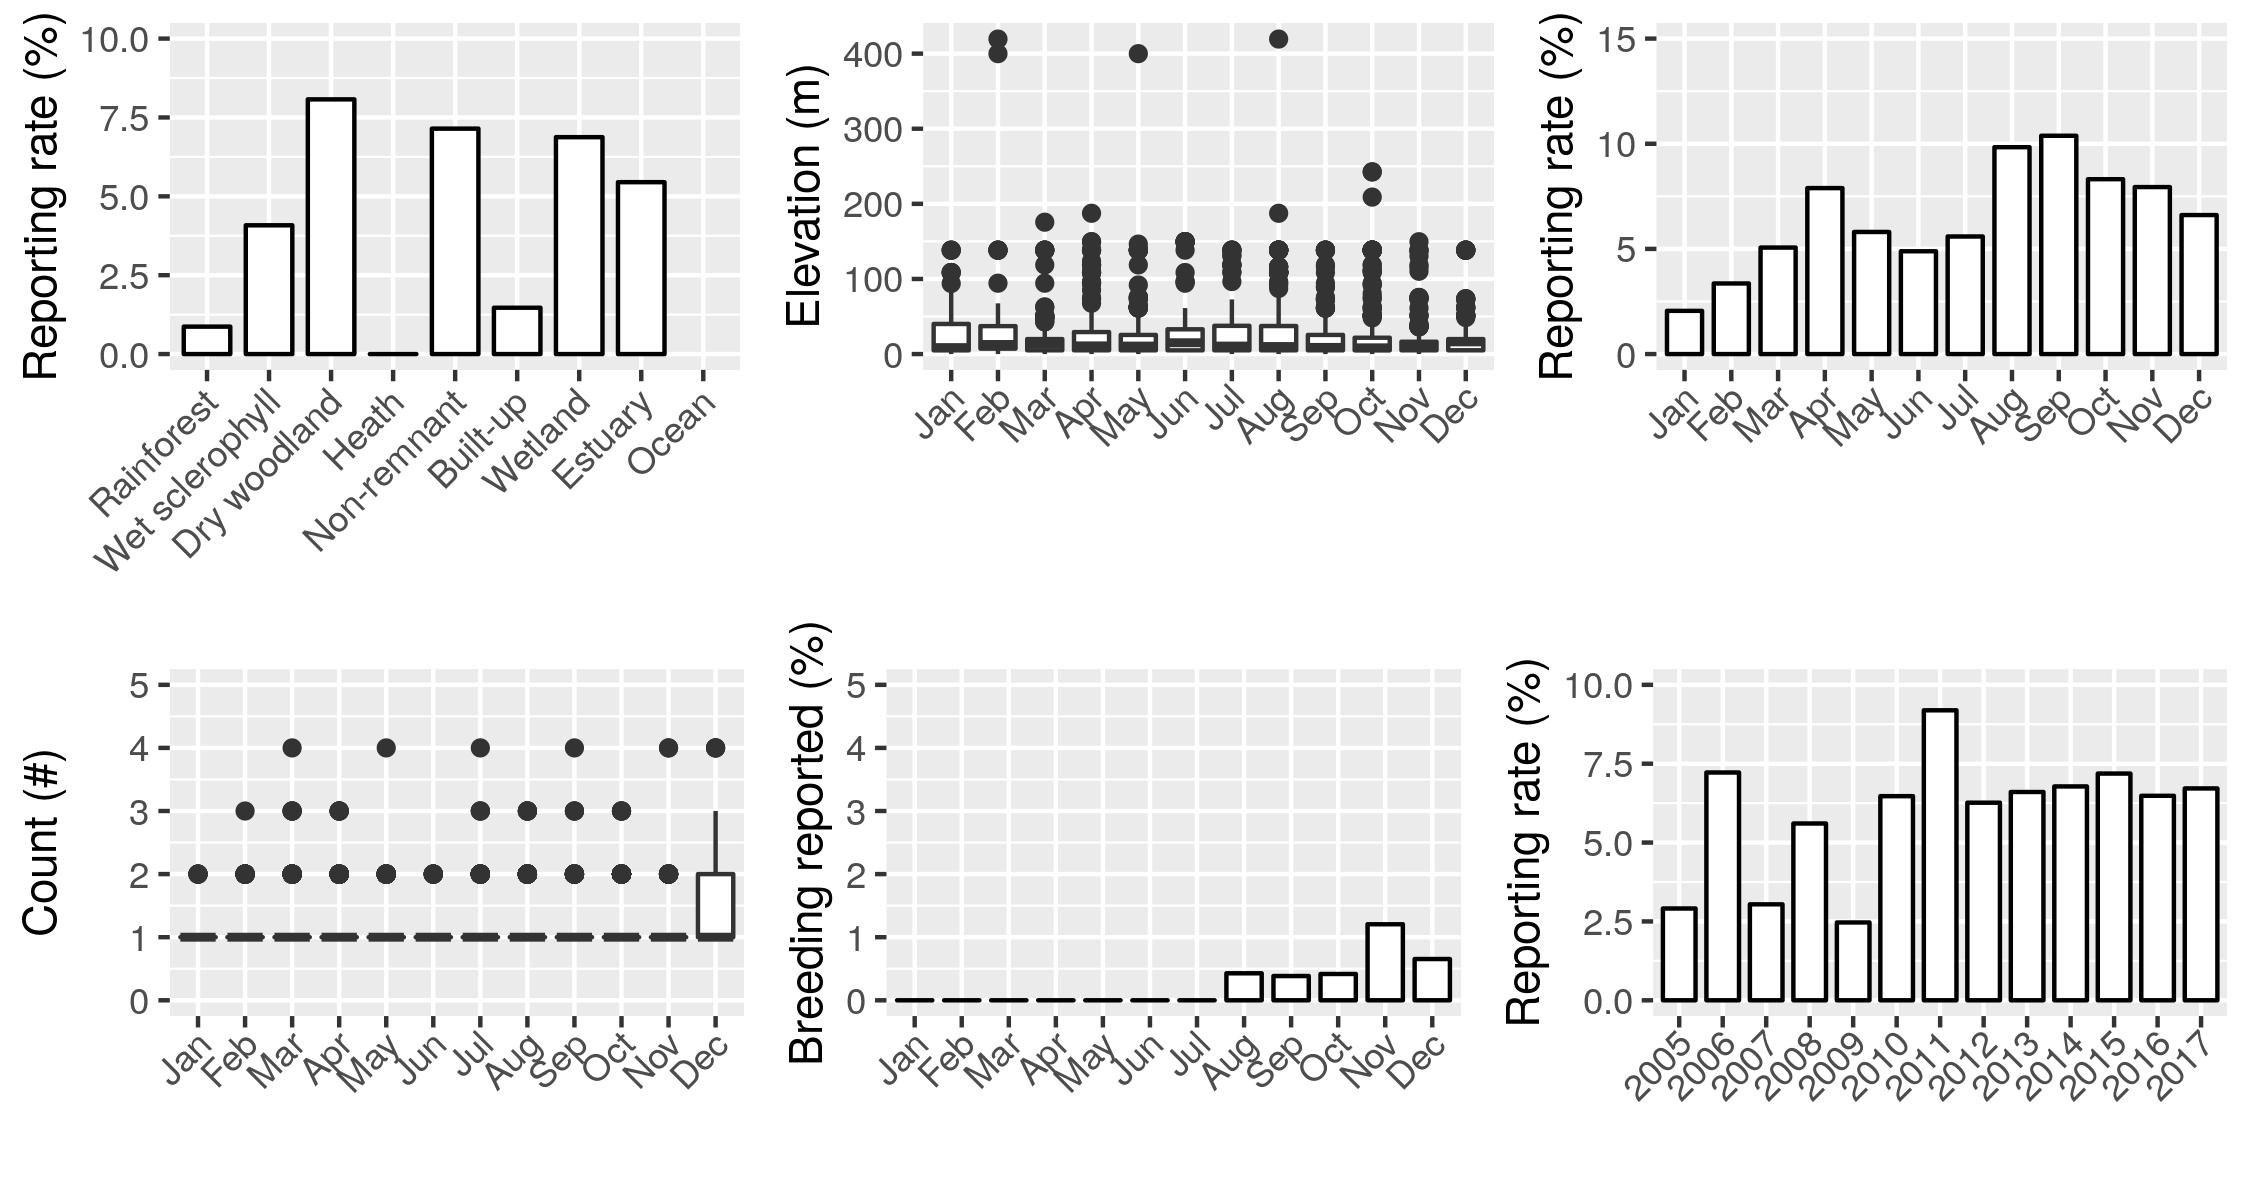 Reporting rate (%)
10.0
7.5
5.0
2.5
0.0
Rainforest
Wet sclerophyll
Dry woodland
Heath
Non-remnant
Built-up
Wetland
Estuary
Ocean
Elevation (m)
400
300
200
100
0
Jan
Feb
Mar
Apr
May
Jun
Jul
Aug
Sep
Oct
Nov
Dec
Reporting rate (%)
15
10
5
0
Jan
Feb
Mar
Apr
May
Jun
Jul
Aug
Sep
Oct
Nov
Dec
Count (#)
5
4
3
2
1
0
Jan
Feb
Mar
Apr
May
Jun
Jul
Aug
Sep
Oct
Nov
Dec
Breeding reported (%)
5
4
3
2
1
0
Jan
Feb
Mar
Apr
May
Jun
Jul
Aug
Sep
Oct
Nov
Dec
Reporting rate (%)
10.0
7.5
5.0
2.5
0.0
2005
2006
2007
2008
2009
2010
2011
2012
2013
2014
2015
2016
2017